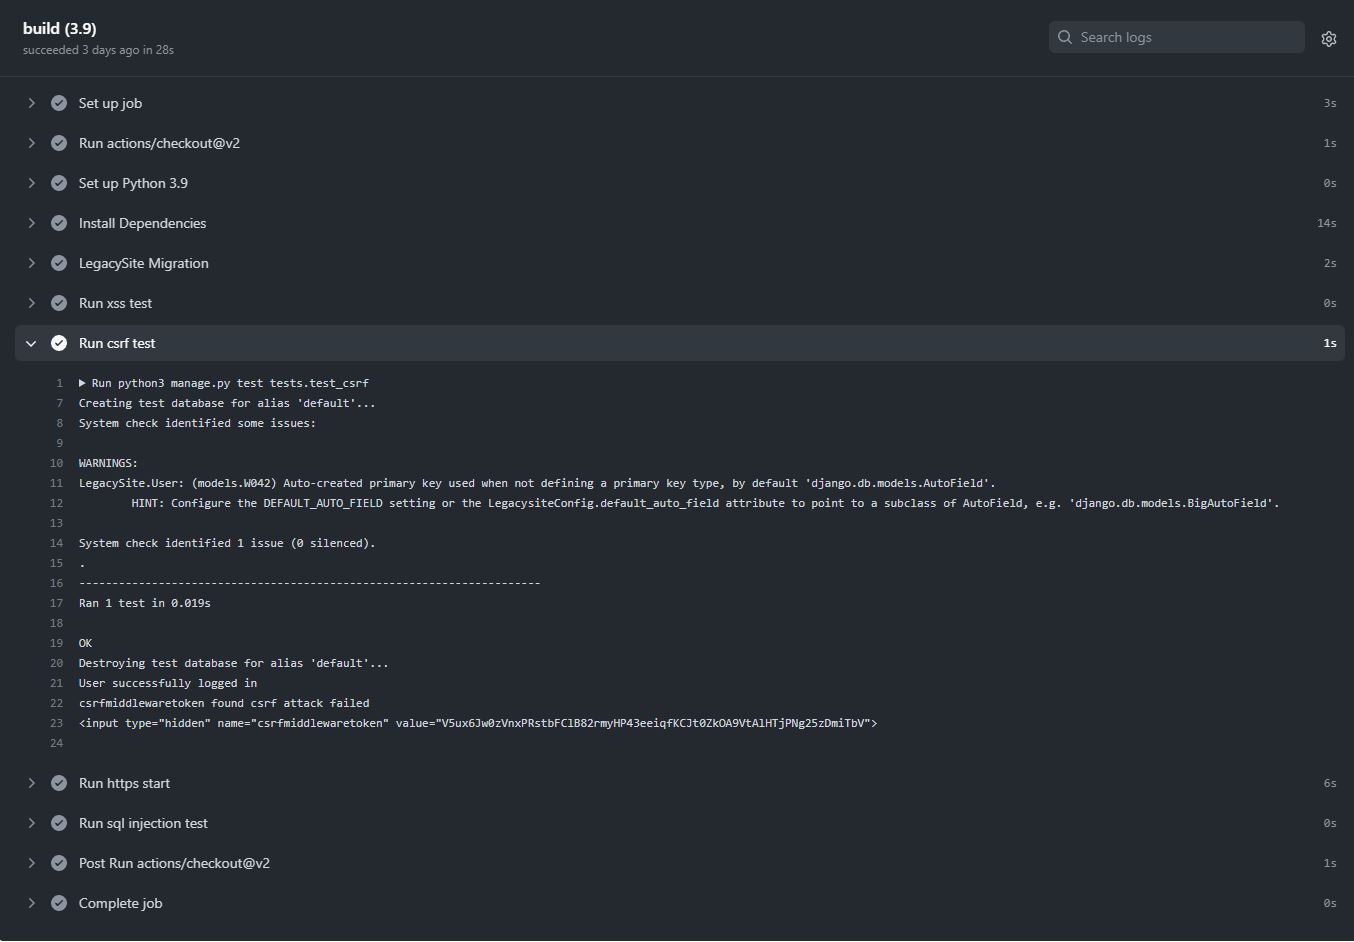 build (3.9)
succeeded 3 days ago in 28s
Search logs
Set up job 3s
Run actions/checkout@v2 1s
Set up Python 3.9 0s
Install Dependencies 14s
LegacySite Migration 2s
Run xss test 0s
Run csrf test 1s
1 Run python3 manage.py test tests.test_csrf
7 Creating test database for alias 'default'...
8 System check identified some issues:
9
10 WARNINGS:
11 LegacySite.User: (models.W042) Auto-created primary key used when not defining a primary key type, by default 'django.db.models.AutoField'.
12 HINT: Configure the DEFAULT_AUTO_FIELD setting or the LegacysiteConfig.default_auto_field attribute to point to a subclass of AutoField, e.g. 'django.db.models.BigAutoField'.
13
14 System check identified 1 issue (0 silenced).
15 .
16 ----------------------------------------------------------------------
17 Ran 1 test in 0.019s
18
19 OK
20 Destroying test database for alias 'default'...
21 User successfully logged in
22 csrfmiddlewaretoken found csrf attack failed
23 <input type="hidden" name="csrfmiddlewaretoken" value="V5ux6Jw0zVnxPRstbFClB82rmyHP43eeiqfKCJt0ZkOA9VtAlHTjPNg25zDmiTbV">
24
Run https start 6s
Run sql injection test 0s
Post Run actions/checkout@v2 1s
Complete job 0s